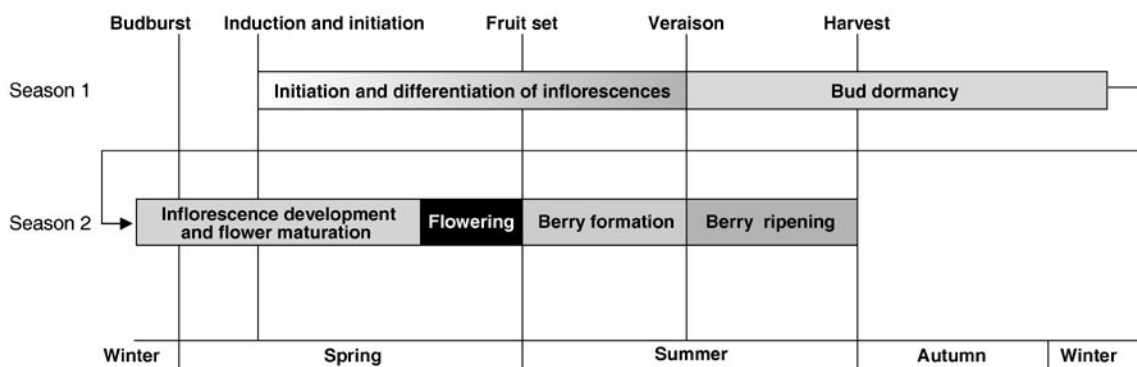 Budburst Induction and initiation Fruit set Veraison Harvest
Season 1 Initiation and differentiation of inflorescences Bud dormancy
Season 2 Inflorescence development
and flower maturation Flowering Berry formation Berry ripening
Winter Spring Summer Autumn Winter